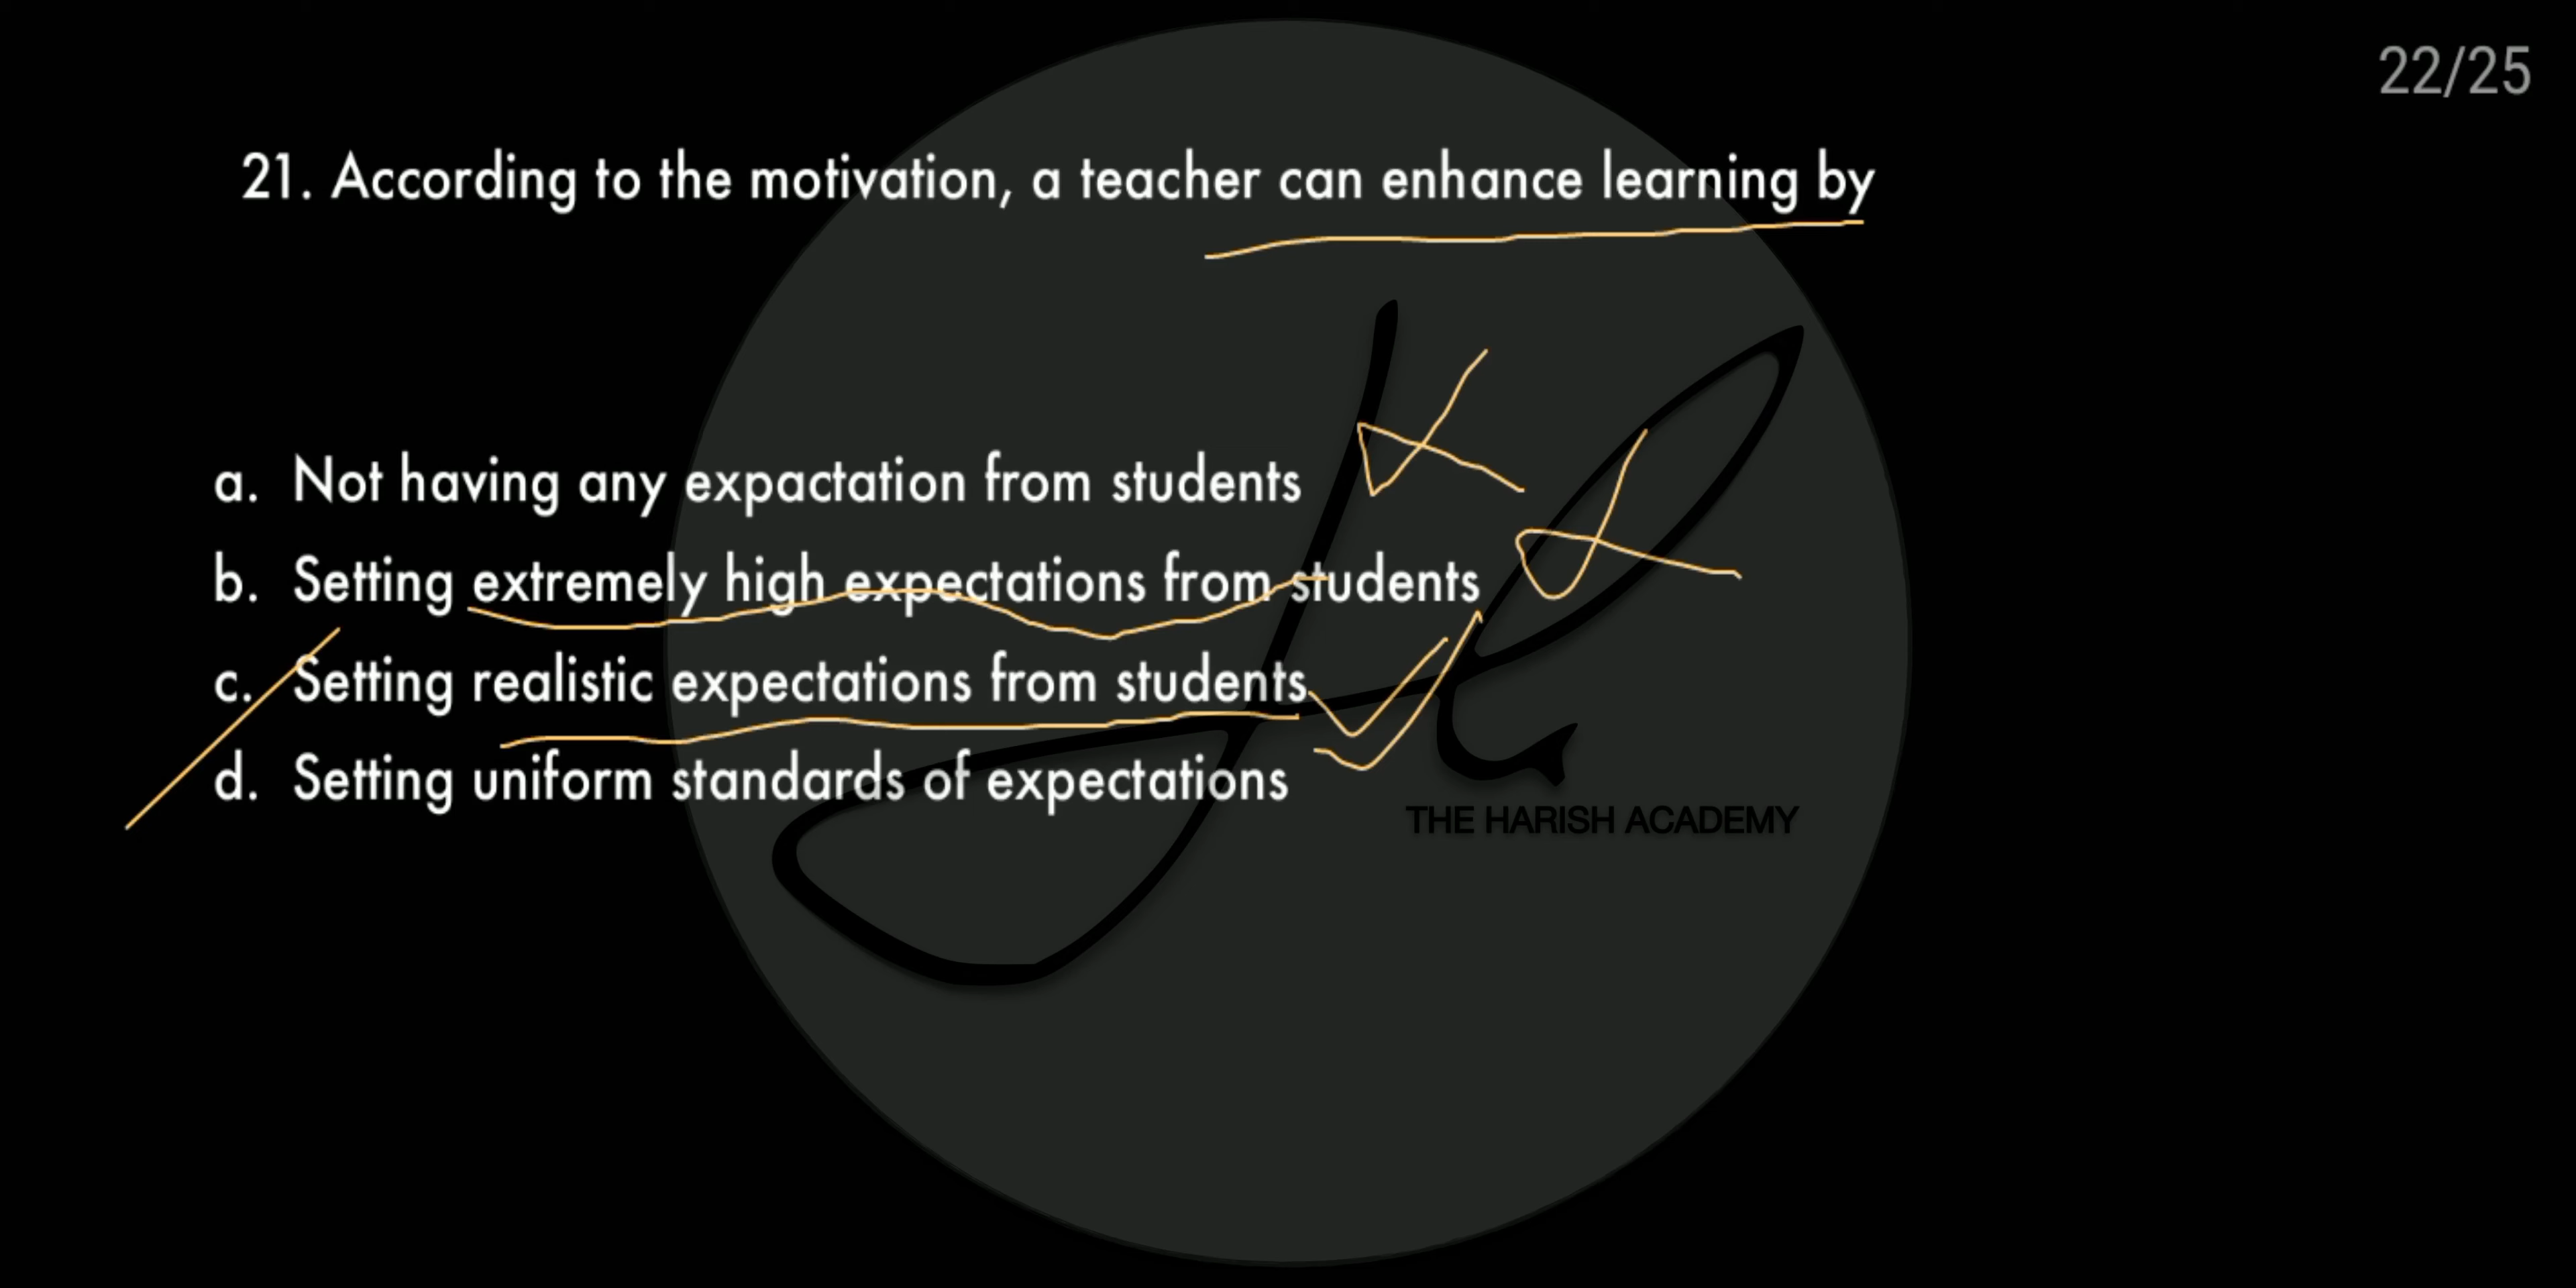 22/25
21. According to the motivation, a teacher can enhance learning by
a. Not having any expactation from students
b. Setting extremely high expectations from students
c. Setting realistic expectations from students
d. Setting uniform standards of expectations
THE HARISH ACADEMY